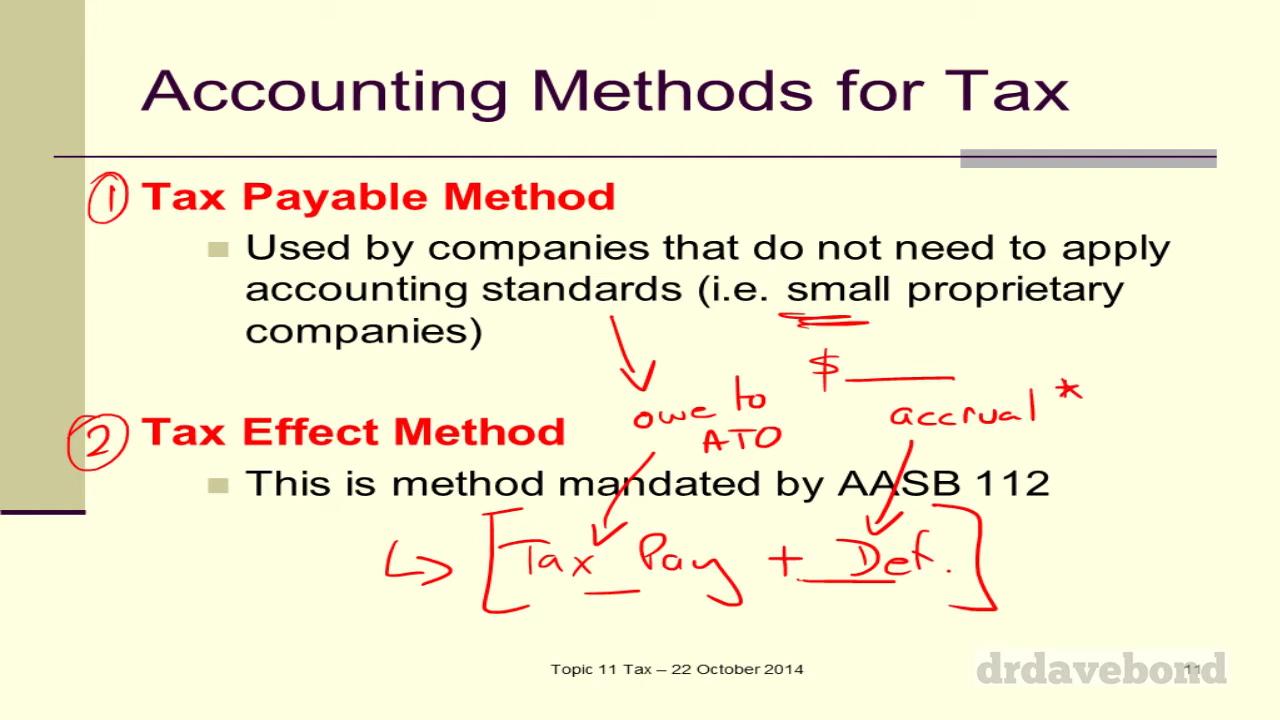 Accounting Methods for Tax
1 Tax Payable Method
Used by companies that do not need to apply
accounting standards (i.e. small proprietary
companies)
$
owe to
ATO
accrual *
2 Tax Effect Method
This is method mandated by AASB 112
[Tax Pay + Def.]
Topic 11 Tax – 22 October 2014
drdavebond
11